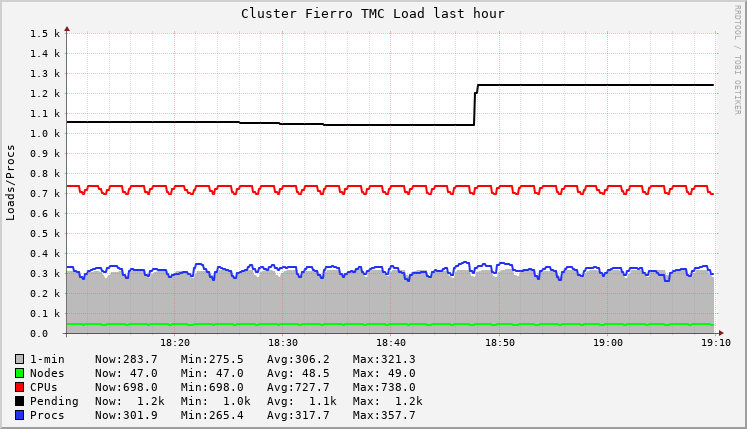 Cluster Fierro TMC Load last hour
RRDTOOL / TOBI OETIKER
Loads/Procs
1.5 k
1.4 k
1.3 k
1.2 k
1.1 k
1.0 k
0.9 k
0.8 k
0.7 k
0.6 k
0.5 k
0.4 k
0.3 k
0.2 k
0.1 k
0.0
18:20 18:30 18:40 18:50 19:00 19:10
1-min Now:283.7 Min:275.5 Avg:306.2 Max:321.3
Nodes Now: 47.0 Min: 47.0 Avg: 48.5 Max: 49.0
CPUs Now:698.0 Min:698.0 Avg:727.7 Max:738.0
Pending Now: 1.2k Min: 1.0k Avg: 1.1k Max: 1.2k
Procs Now:301.9 Min:265.4 Avg:317.7 Max:357.7